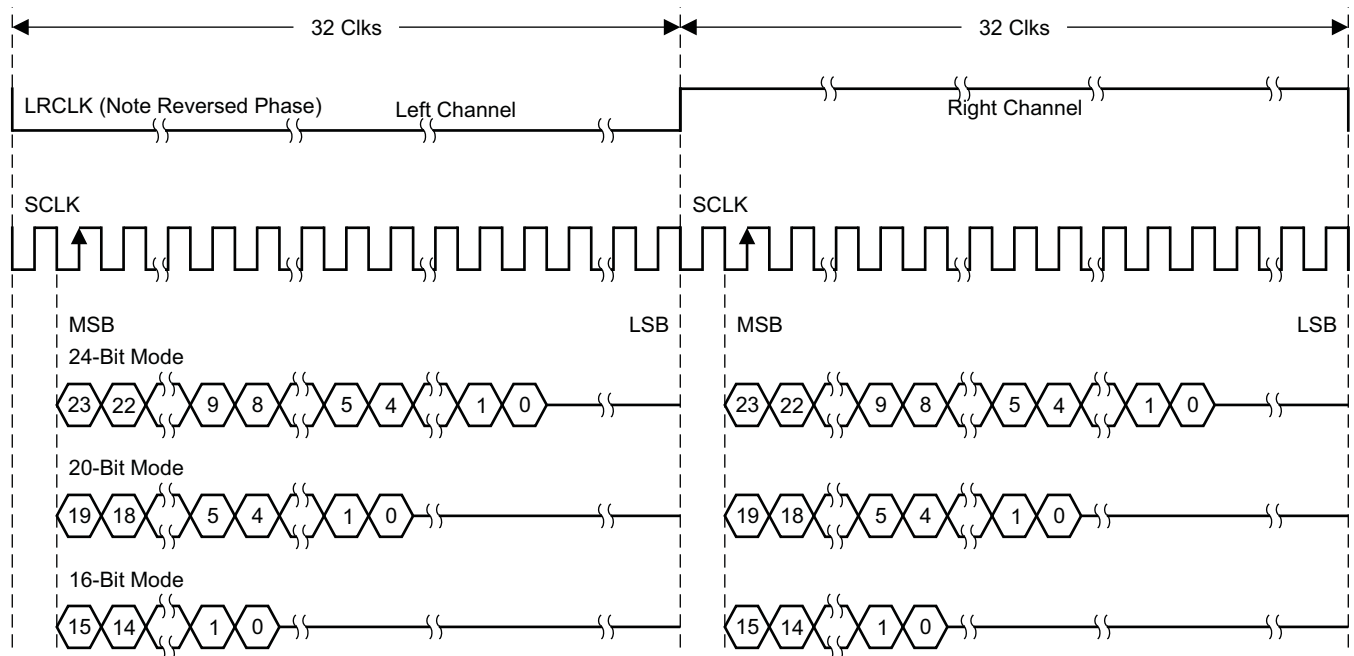 32 Clks 32 Clks
LRCLK (Note Reversed Phase) Left Channel Right Channel
SCLK SCLK
MSB LSB MSB LSB
24-Bit Mode
23 22 9 8 5 4 1 0 23 22 9 8 5 4 1 0
20-Bit Mode
19 18 5 4 1 0 19 18 5 4 1 0
16-Bit Mode
15 14 1 0 15 14 1 0